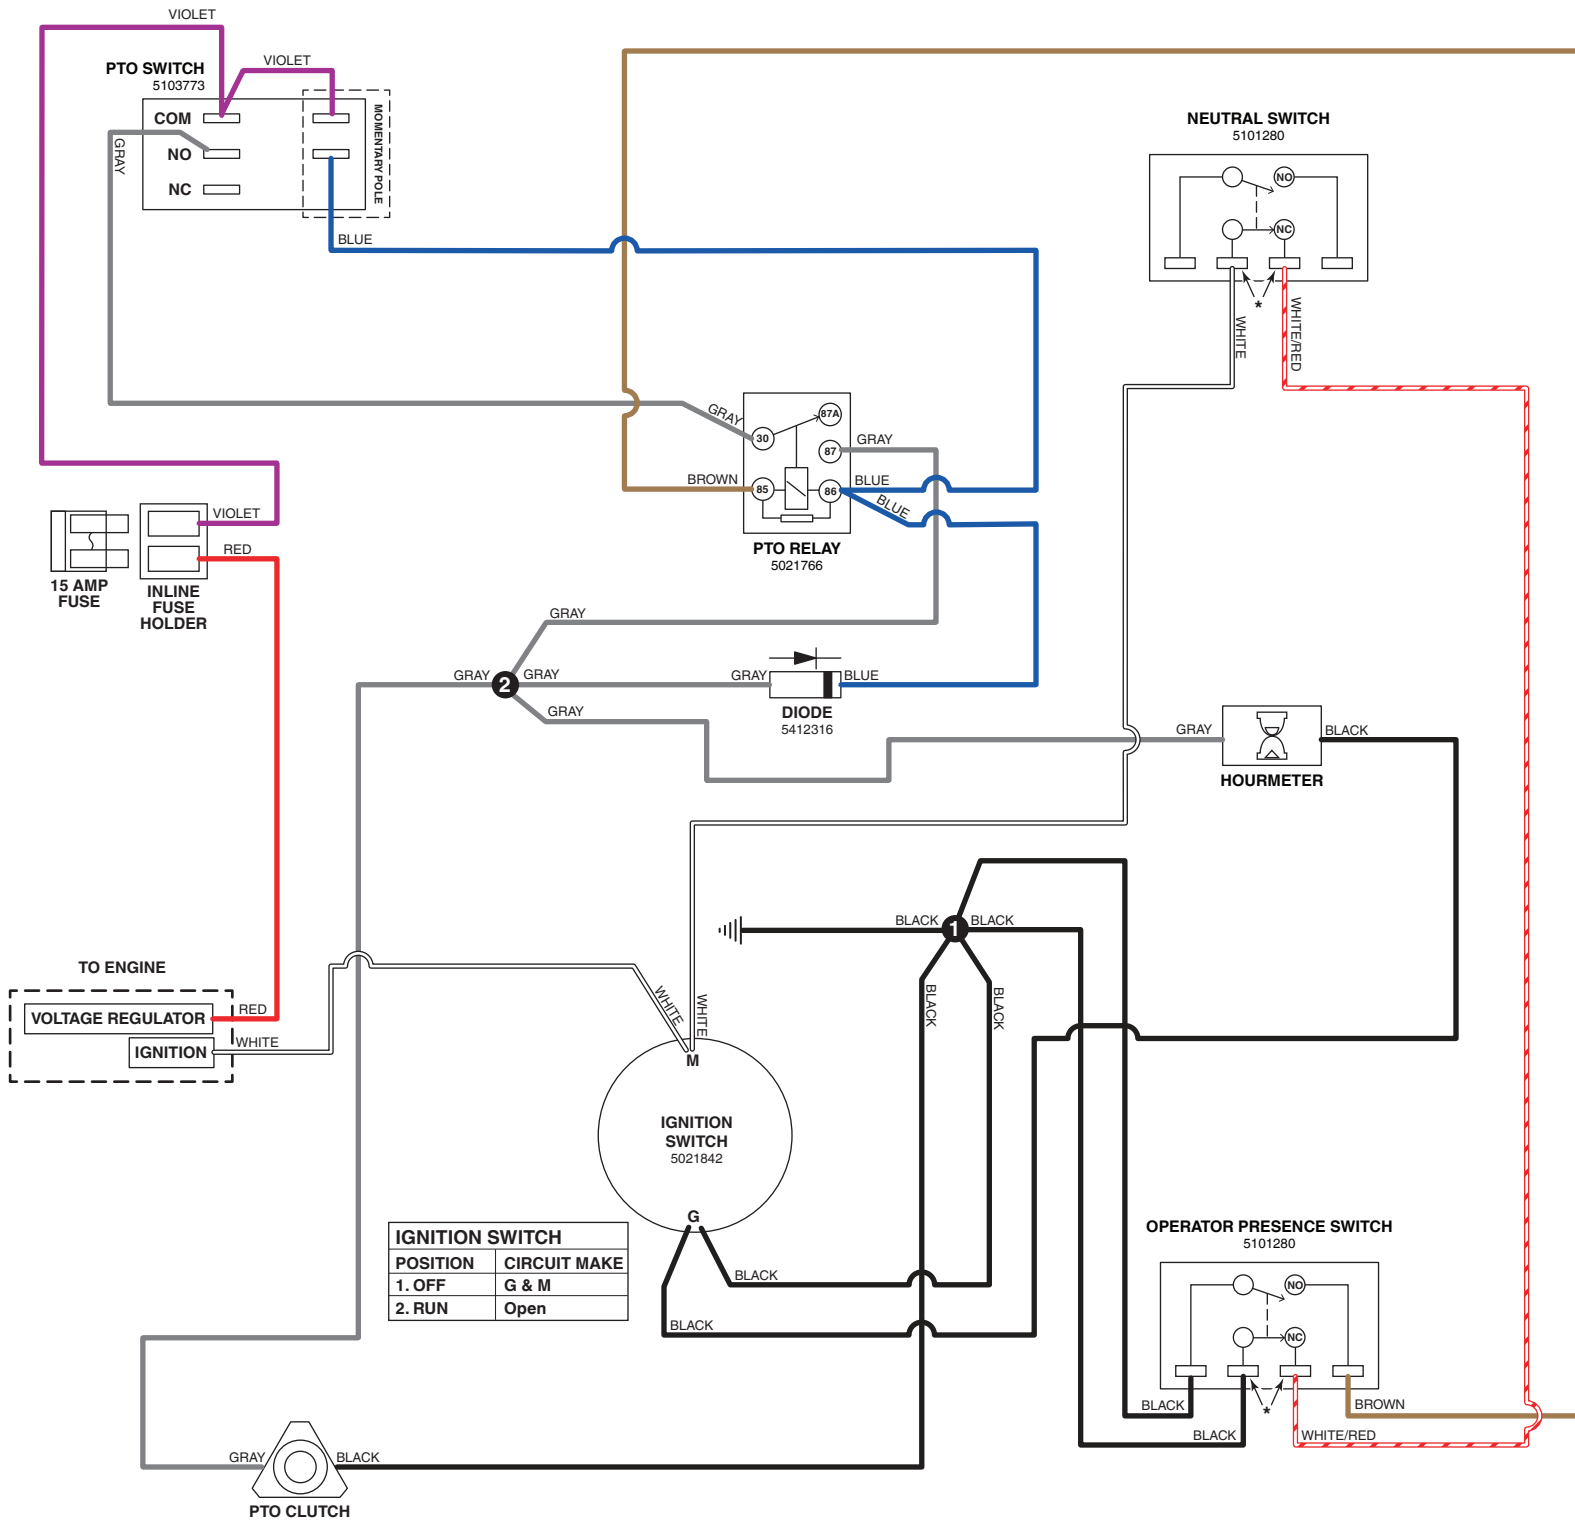 VIOLET
VIOLET
PTO SWITCH
5103773
COM
NO
NC
MOMENTARY POLE
GRAY
BLUE
NEUTRAL SWITCH
5101280
NO
NC
*
WHITE
WHITE/RED
GRAY
87A
30
87
GRAY
BROWN
85
86
BLUE
BLUE
PTO RELAY
5021766
VIOLET
RED
15 AMP
FUSE
INLINE
FUSE
HOLDER
GRAY
GRAY
2
GRAY
GRAY
BLUE
GRAY
DIODE
5412316
GRAY
BLACK
HOURMETER
BLACK
1
BLACK
TO ENGINE
VOLTAGE REGULATOR
RED
IGNITION
WHITE
WHITE
WHITE
BLACK
BLACK
M
IGNITION
SWITCH
5021842
G
IGNITION SWITCH
POSITION CIRCUIT MAKE
1. OFF G & M
2. RUN Open
BLACK
BLACK
OPERATOR PRESENCE SWITCH
5101280
NO
NC
*
BLACK
BLACK
WHITE/RED
BROWN
GRAY
BLACK
PTO CLUTCH